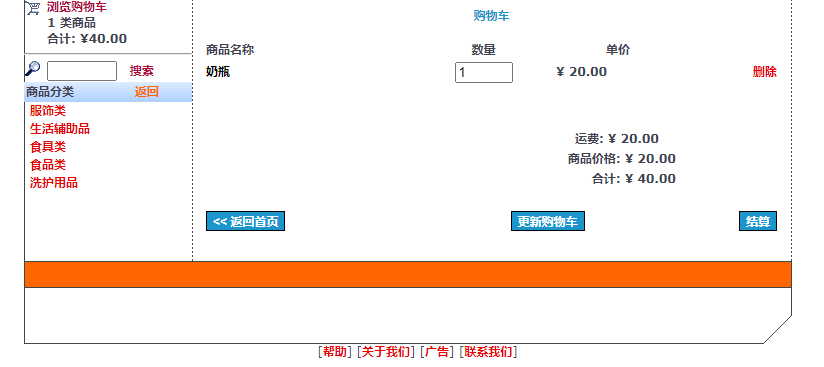 浏览购物车
1 类商品
合计: ¥40.00
搜索
商品分类 返回
服饰类
生活辅助品
食具类
食品类
洗护用品
购物车
商品名称 数量 单价
奶瓶 1 ¥ 20.00 删除
运费: ¥ 20.00
商品价格: ¥ 20.00
合计: ¥ 40.00
<< 返回首页 更新购物车 结算
[帮助] [关于我们] [广告] [联系我们]